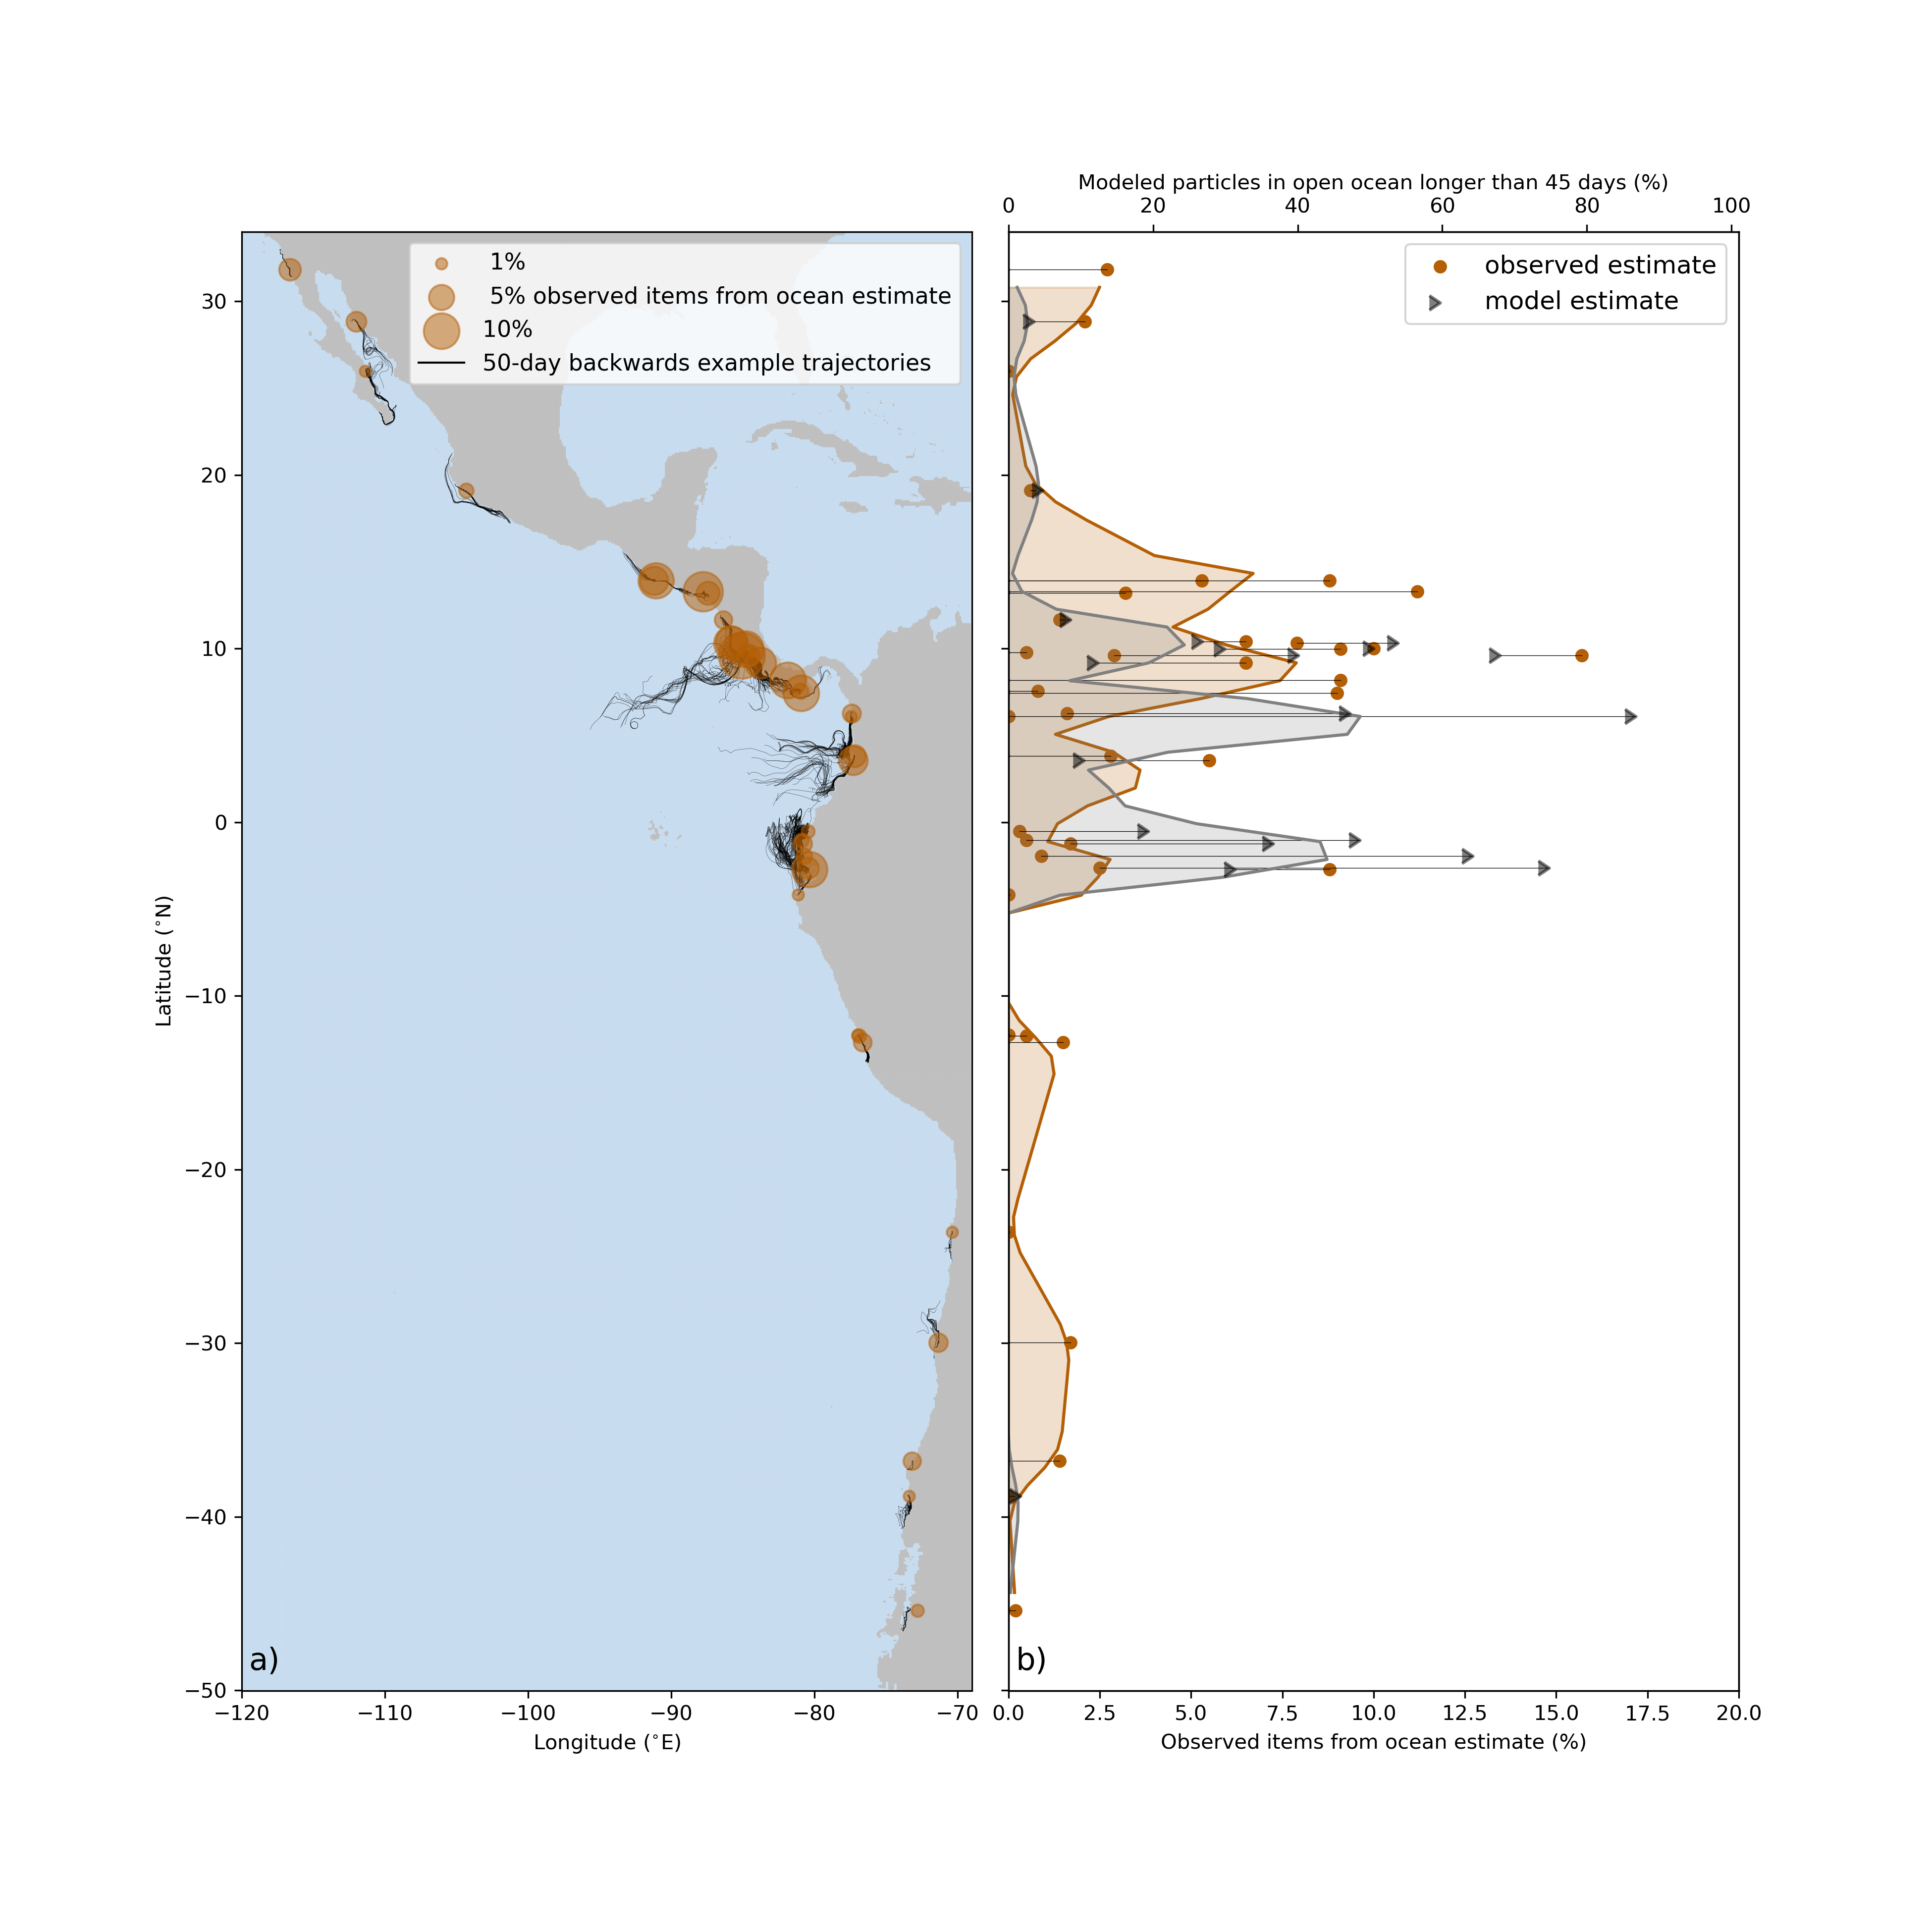 Modeled particles in open ocean longer than 45 days (%)
0 20 40 60 80 100
1%
5% observed items from ocean estimate
10%
50-day backwards example trajectories
observed estimate
model estimate
30
20
10
0
−10
−20
−30
−40
−50
Latitude (°N)
a)
b)
−120 −110 −100 −90 −80 −70
0.0 2.5 5.0 7.5 10.0 12.5 15.0 17.5 20.0
Longitude (°E)
Observed items from ocean estimate (%)